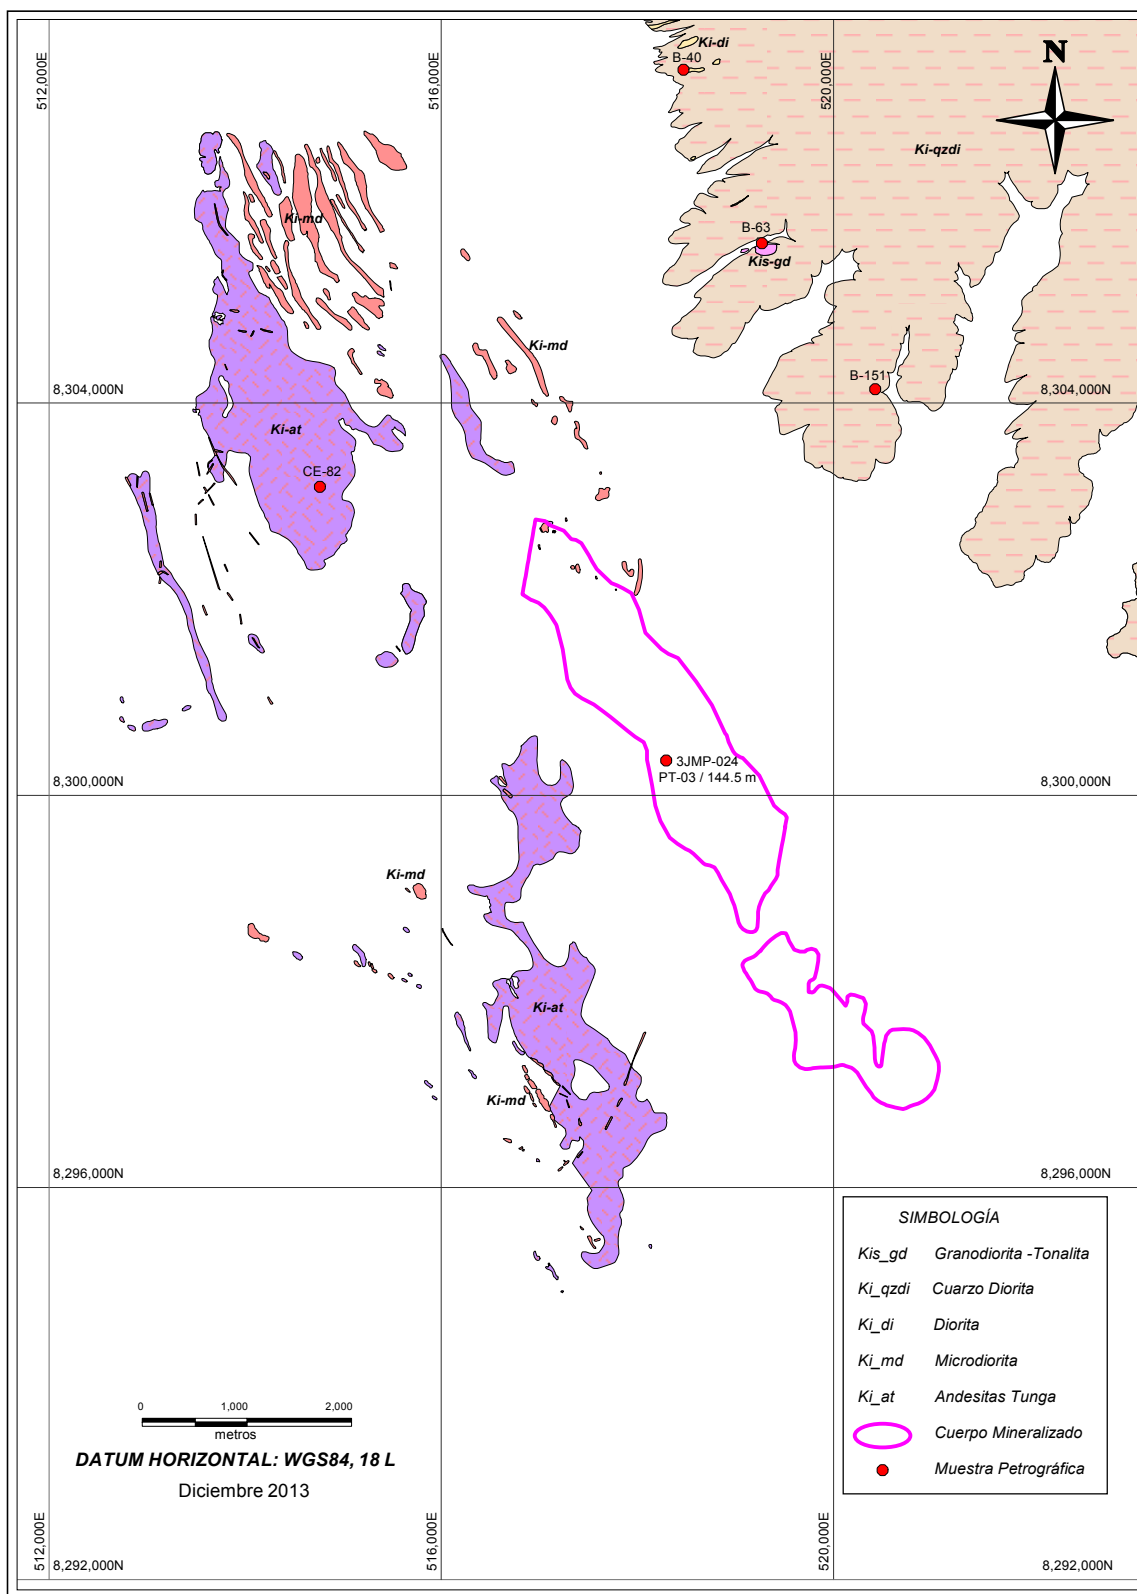 512,000E
516,000E
520,000E
Ki-di
B-40
N
Ki-qzdi
Ki-md
B-63
Kis-gd
Ki-md
B-151
8,304,000N
8,304,000N
Ki-at
CE-82
3JMP-024
PT-03 / 144.5 m
8,300,000N
8,300,000N
Ki-md
Ki-at
Ki-md
8,296,000N
8,296,000N
SIMBOLOGÍA
Kis_gd Granodiorita -Tonalita
Ki_qzdi Cuarzo Diorita
Ki_di Diorita
Ki_md Microdiorita
Ki_at Andesitas Tunga
Cuerpo Mineralizado
Muestra Petrográfica
0 1,000 2,000
metros
DATUM HORIZONTAL: WGS84, 18 L
Diciembre 2013
512,000E
516,000E
520,000E
8,292,000N
8,292,000N